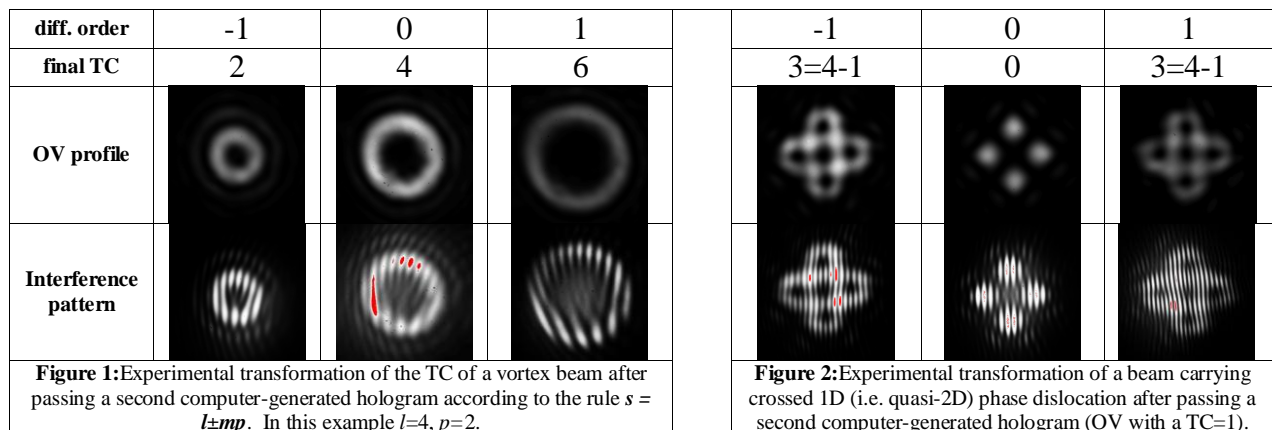 diff. order -1 0 1
final TC 2 4 6
OV profile
Interference
pattern
Figure 1:Experimental transformation of the TC of a vortex beam after
passing a second computer-generated hologram according to the rule s =
l±mp. In this example l=4, p=2.
-1 0 1
3=4-1 0 3=4-1
Figure 2:Experimental transformation of a beam carrying
crossed 1D (i.e. quasi-2D) phase dislocation after passing a
second computer-generated hologram (OV with a TC=1).